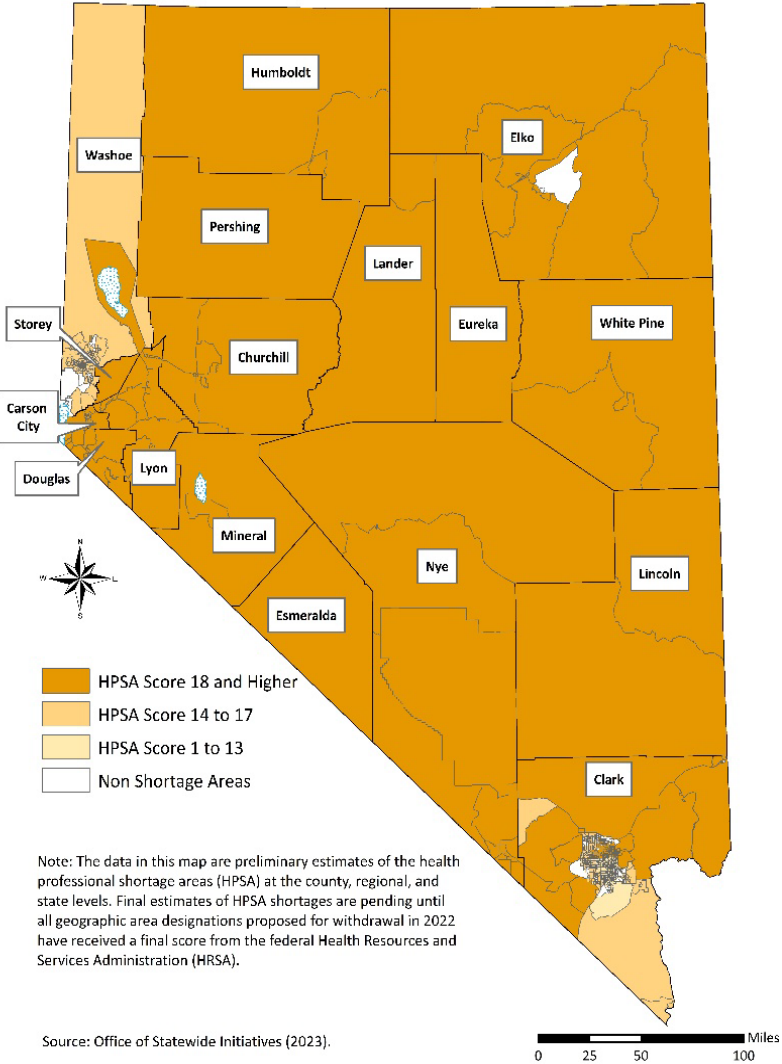 Humboldt
Elko
Washoe
Pershing
Lander
Storey
Eureka
White Pine
Churchill
Carson
City
Lyon
Douglas
Mineral
N
W
L
S
Nye
Lincoln
Esmeralda
HPSA Score 18 and Higher
HPSA Score 14 to 17
HPSA Score 1 to 13
Non Shortage Areas
Clark
Note: The data in this map are preliminary estimates of the health
professional shortage areas (HPSA) at the county, regional, and
state levels. Final estimates of HPSA shortages are pending until
all geographic area designations proposed for withdrawal in 2022
have received a final score from the federal Health Resources and
Services Administration (HRSA).
Source: Office of Statewide Initiatives (2023).
Miles
0 25 50 100